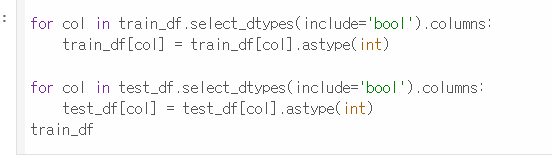 :
for col in train_df.select_dtypes(include='bool').columns:
    train_df[col] = train_df[col].astype(int)

for col in test_df.select_dtypes(include='bool').columns:
    test_df[col] = test_df[col].astype(int)
train_df